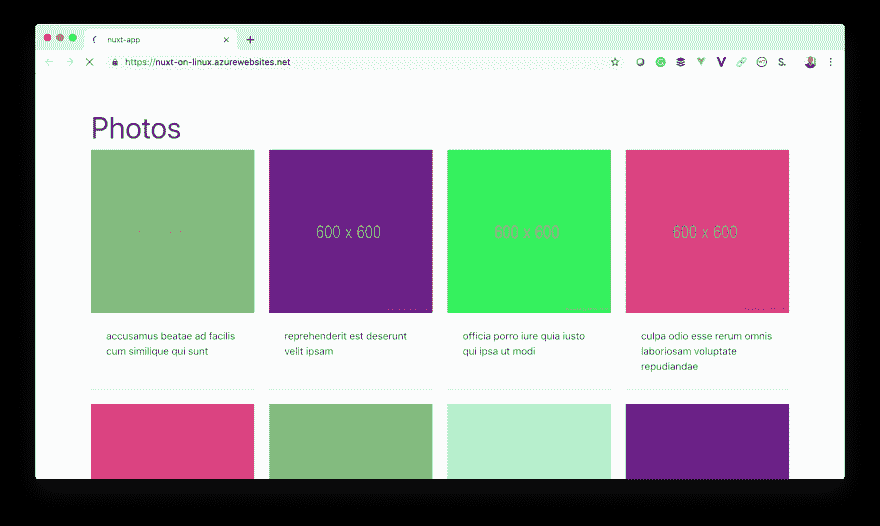 nuxt-app
https://nuxt-on-linux.azurewebsites.net
S.
Photos
600 x 600
600 x 600
600 x 600
accusamus beatae ad facilis
cum similique qui sunt
reprehenderit est deserunt
velit ipsam
officia porro iure quia iusto
qui ipsa ut modi
culpa odio esse rerum omnis
laboriosam voluptate
repudiandae